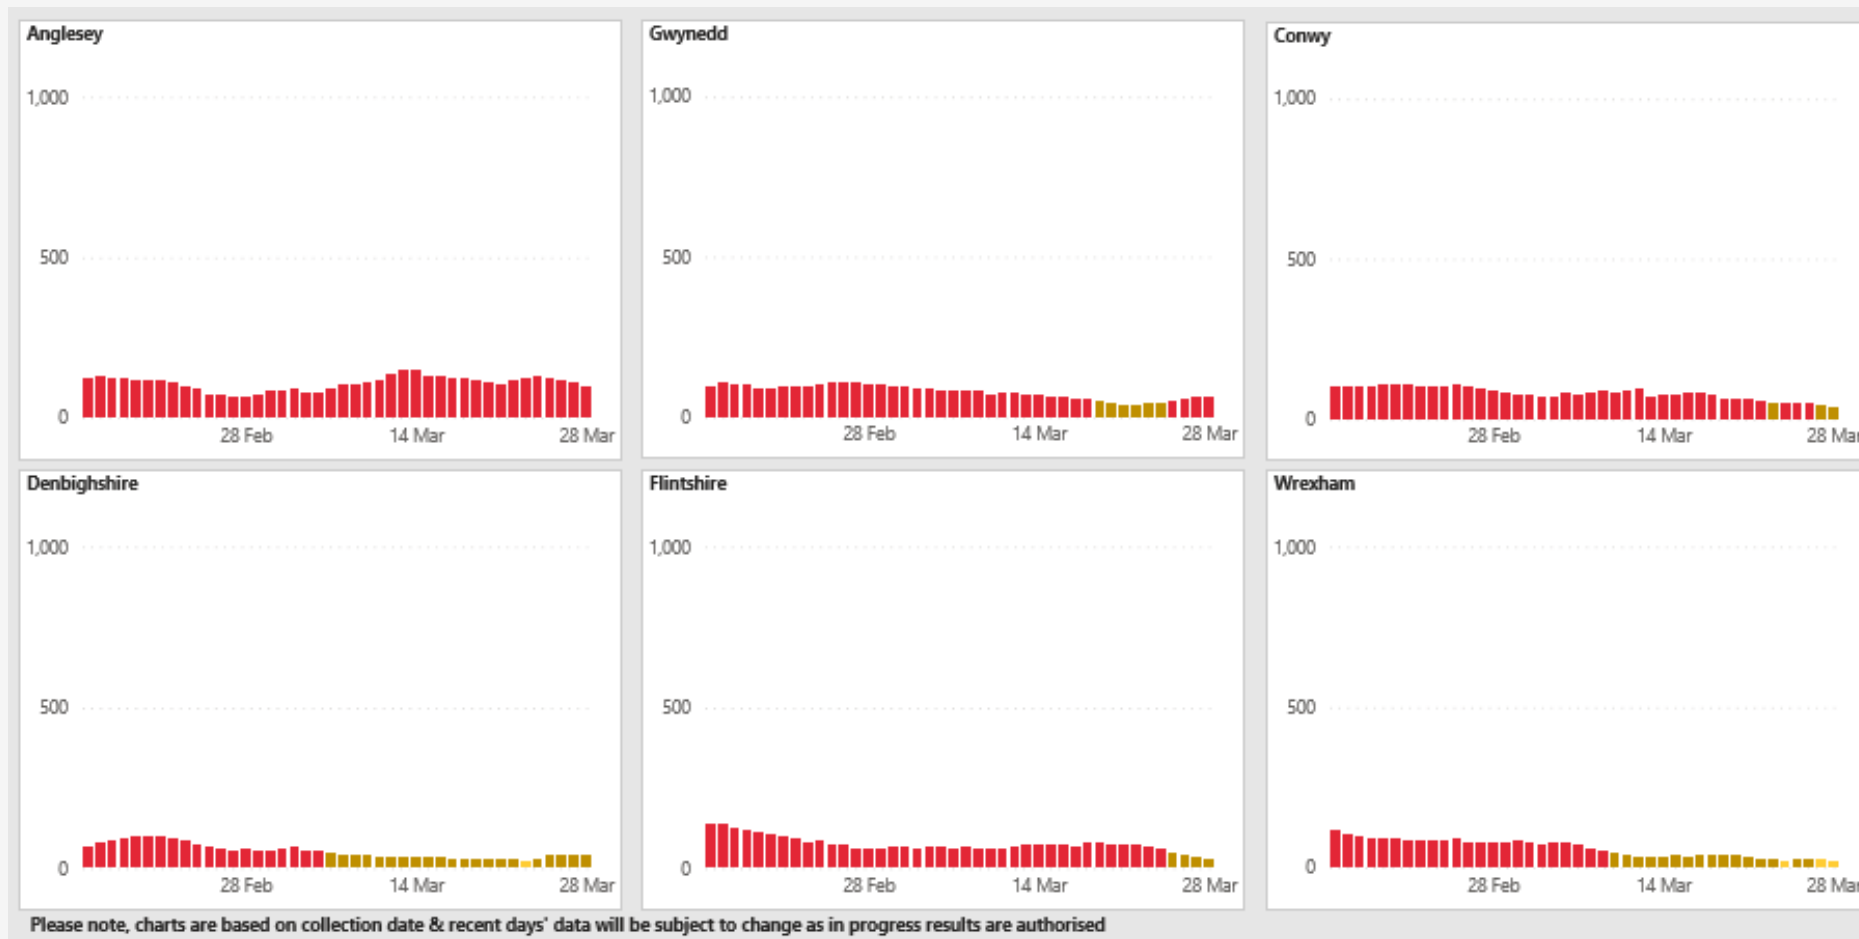 Anglesey
1,000
500
0
28 Feb 14 Mar 28 Mar
Gwynedd
1,000
500
0
28 Feb 14 Mar 28 Mar
Conwy
1,000
500
0
28 Feb 14 Mar 28 Mar
Denbighshire
1,000
500
0
28 Feb 14 Mar 28 Mar
Flintshire
1,000
500
0
28 Feb 14 Mar 28 Mar
Wrexham
1,000
500
0
28 Feb 14 Mar 28 Mar
Please note, charts are based on collection date & recent days' data will be subject to change as in progress results are authorised